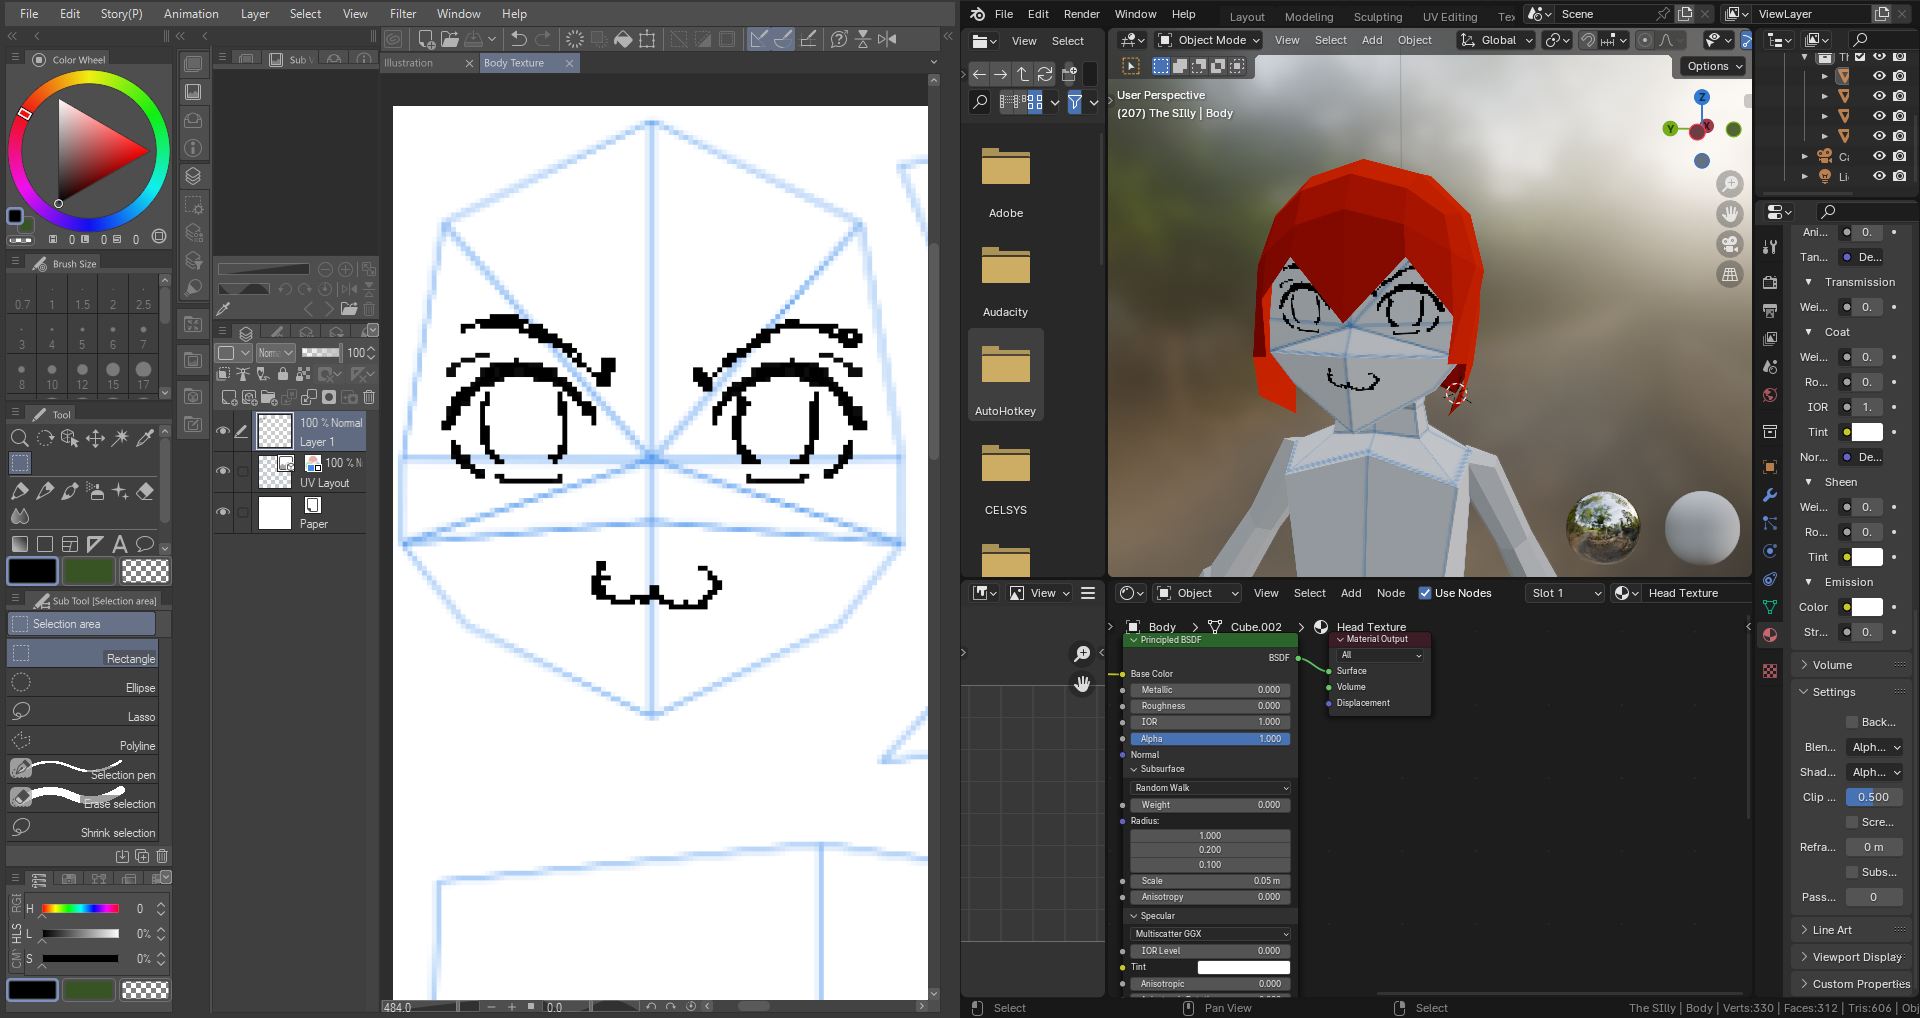 File Edit Story(P) Animation Layer Select View Filter Window Help
Color Wheel
H 0 L 0 S 0
Brush Size
0.7 1 1.5 2 2.5
3 4 5 6 7
8 10 12 15 17
Tool
Sub Tool [Selection area]
Selection area
Rectangle
Ellipse
Lasso
Polyline
Selection pen
Erase selection
Shrink selection
RGB
HLS
H 0
L 0%
S 0%
Sub
100
100 % Normal
Layer 1
100 % N
UV Layout
Paper
Illustration
Body Texture
484.0
0.0
File Edit Render Window Help
Layout Modeling Sculpting UV Editing
Scene
ViewLayer
View Select
Adobe
Audacity
AutoHotkey
CELSYS
Object Mode View Select Add Object Global
Options
User Perspective
(207) The SIlly | Body
Z
Y
X
View
Object View Select Add Node Use Nodes Slot 1 Head Texture
Body Cube.002 Head Texture
Principled BSDF
BSDF
Base Color
Metallic 0.000
Roughness 0.000
IOR 1.000
Alpha 1.000
Normal
Subsurface
Random Walk
Weight 0.000
Radius:
1.000
0.200
0.100
Scale 0.05 m
Anisotropy 0.000
Specular
Multiscatter GGX
IOR Level 0.000
Tint
Anisotropic 0.000
Material Output
All
Surface
Volume
Displacement
Ani... 0.
Tan... De...
Transmission
Wei... 0.
Coat
Wei... 0.
Ro... 0.
IOR 1.
Tint
Nor... De...
Sheen
Wei... 0.
Ro... 0.
Tint
Emission
Color
Str... 0.
Volume
Settings
Back...
Blen... Alph...
Shad... Alph...
Clip ... 0.500
Scre...
Refra... 0 m
Subs...
Pass... 0
Line Art
Viewport Display
Custom Properties
Select
Pan View
Select
The SIlly | Body | Verts:330 | Faces:312 | Tris:606 | Obj